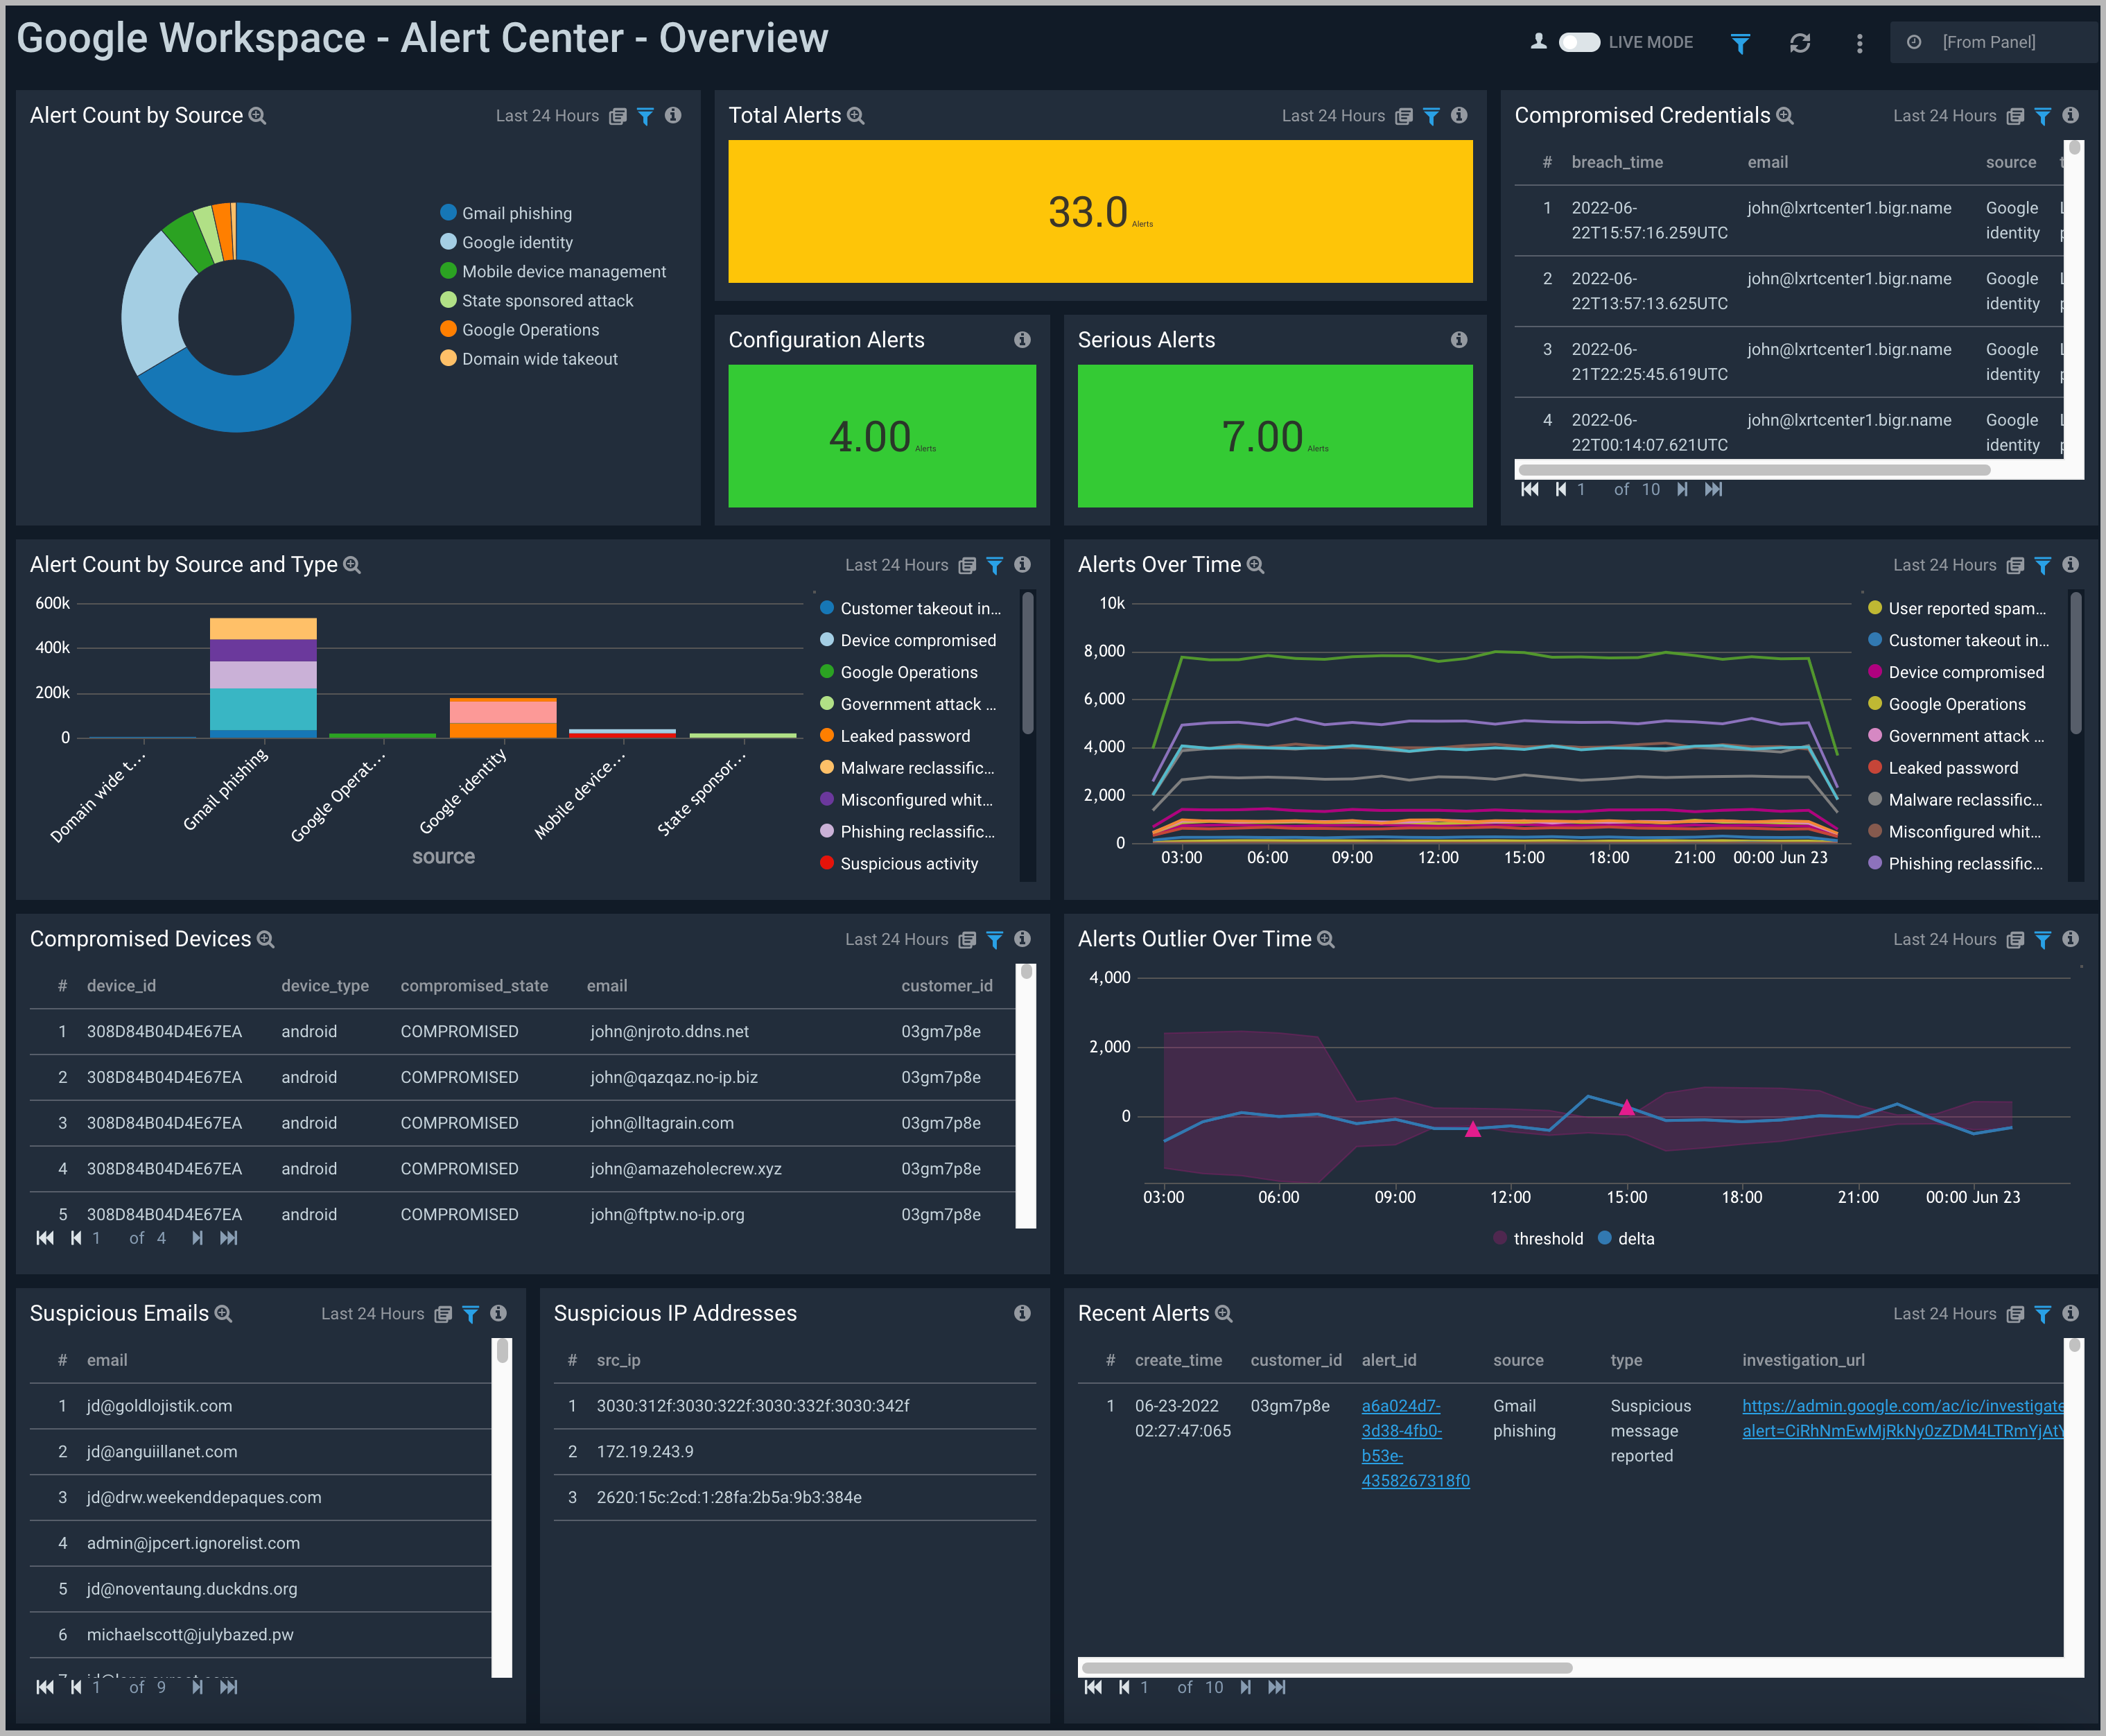 Google Workspace - Alert Center - Overview
LIVE MODE
[From Panel]
Alert Count by Source
Last 24 Hours
Gmail phishing
Google identity
Mobile device management
State sponsored attack
Google Operations
Domain wide takeout
Total Alerts
Last 24 Hours
33.0 Alerts
Configuration Alerts
4.00 Alerts
Serious Alerts
7.00 Alerts
Compromised Credentials
Last 24 Hours
# breach_time email source
1 2022-06- john@lxrtcenter1.bigr.name Google
22T15:57:16.259UTC identity
2 2022-06- john@lxrtcenter1.bigr.name Google
22T13:57:13.625UTC identity
3 2022-06- john@lxrtcenter1.bigr.name Google
21T22:25:45.619UTC identity
4 2022-06- john@lxrtcenter1.bigr.name Google
22T00:14:07.621UTC identity
1 of 10
Alert Count by Source and Type
Last 24 Hours
600k
400k
200k
0
Domain wide t...
Gmail phishing
Google Operat...
Google identity
Mobile device...
State sponsor...
source
Customer takeout in...
Device compromised
Google Operations
Government attack ...
Leaked password
Malware reclassific...
Misconfigured whit...
Phishing reclassific...
Suspicious activity
Alerts Over Time
Last 24 Hours
10k
8,000
6,000
4,000
2,000
0
03:00 06:00 09:00 12:00 15:00 18:00 21:00 00:00 Jun 23
User reported spam...
Customer takeout in...
Device compromised
Google Operations
Government attack ...
Leaked password
Malware reclassific...
Misconfigured whit...
Phishing reclassific...
Compromised Devices
Last 24 Hours
# device_id device_type compromised_state email customer_id
1 308D84B04D4E67EA android COMPROMISED john@njroto.ddns.net 03gm7p8e
2 308D84B04D4E67EA android COMPROMISED john@qazqaz.no-ip.biz 03gm7p8e
3 308D84B04D4E67EA android COMPROMISED john@lltagrain.com 03gm7p8e
4 308D84B04D4E67EA android COMPROMISED john@amazeholecrew.xyz 03gm7p8e
5 308D84B04D4E67EA android COMPROMISED john@ftptw.no-ip.org 03gm7p8e
1 of 4
Alerts Outlier Over Time
Last 24 Hours
4,000
2,000
0
03:00 06:00 09:00 12:00 15:00 18:00 21:00 00:00 Jun 23
threshold delta
Suspicious Emails
Last 24 Hours
# email
1 jd@goldlojistik.com
2 jd@anguiillanet.com
3 jd@drw.weekenddepaques.com
4 admin@jpcert.ignorelist.com
5 jd@noventaung.duckdns.org
6 michaelscott@julybazed.pw
1 of 9
Suspicious IP Addresses
# src_ip
1 3030:312f:3030:322f:3030:332f:3030:342f
2 172.19.243.9
3 2620:15c:2cd:1:28fa:2b5a:9b3:384e
Recent Alerts
Last 24 Hours
# create_time customer_id alert_id source type investigation_url
1 06-23-2022 03gm7p8e a6a024d7- Gmail Suspicious https://admin.google.com/ac/ic/investigate
02:27:47:065 3d38-4fb0- phishing message alert=CiRhNmEwMjRkNy0zZDM4LTRmYjAtY
b53e- reported
4358267318f0
1 of 10